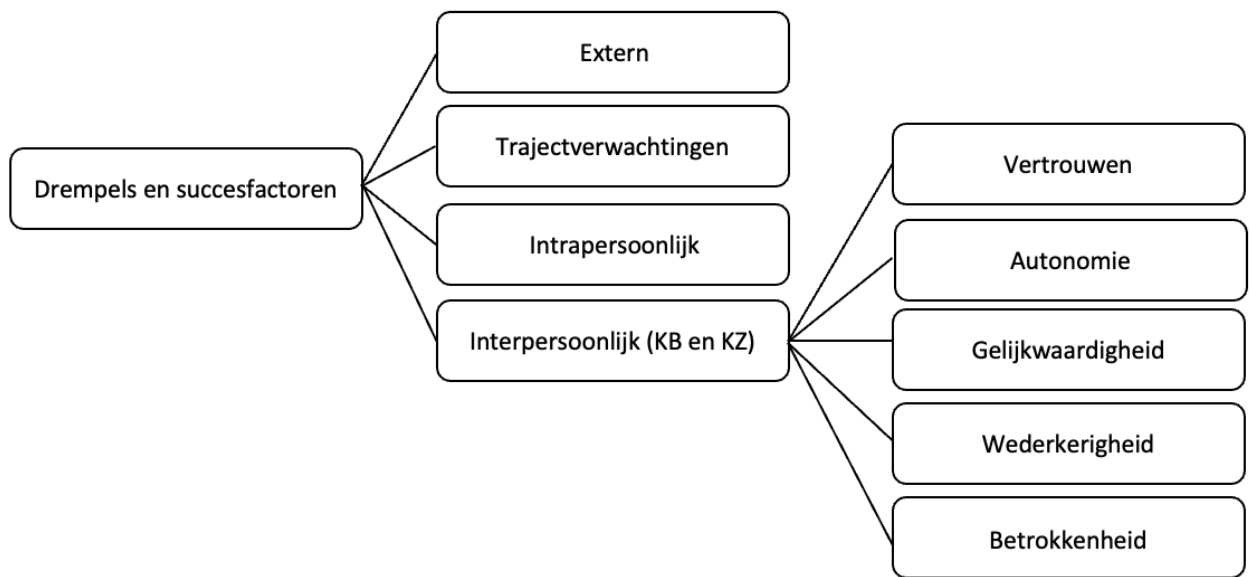 Drempels en succesfactoren
Extern
Trajectverwachtingen
Intrapersoonlijk
Interpersoonlijk (KB en KZ)
Vertrouwen
Autonomie
Gelijkwaardigheid
Wederkerigheid
Betrokkenheid